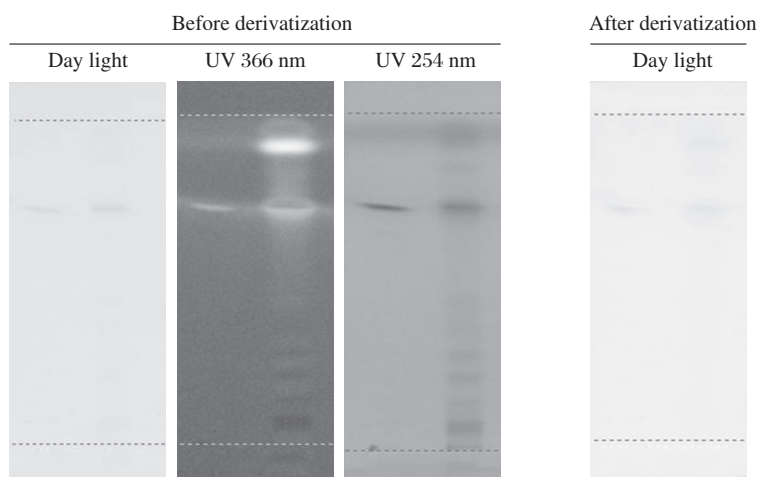 Before derivatization
After derivatization
Day light
UV 366 nm
UV 254 nm
Day light